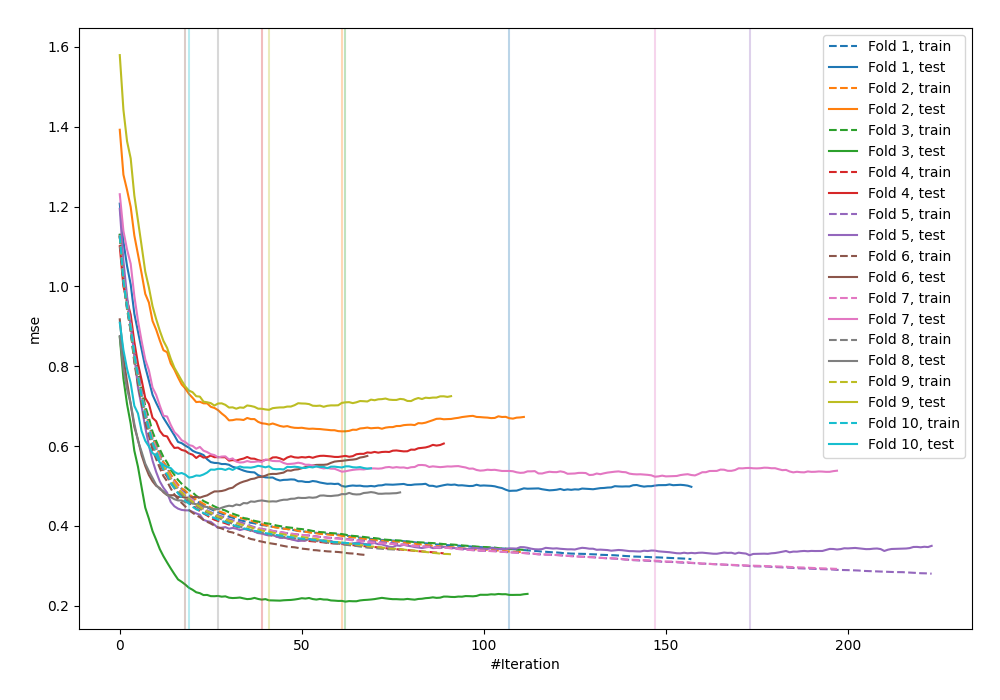 1.6
1.4
1.2
1.0
0.8
0.6
0.4
0.2
mse
0
50
100
150
200
#Iteration
Fold 1, train
Fold 1, test
Fold 2, train
Fold 2, test
Fold 3, train
Fold 3, test
Fold 4, train
Fold 4, test
Fold 5, train
Fold 5, test
Fold 6, train
Fold 6, test
Fold 7, train
Fold 7, test
Fold 8, train
Fold 8, test
Fold 9, train
Fold 9, test
Fold 10, train
Fold 10, test